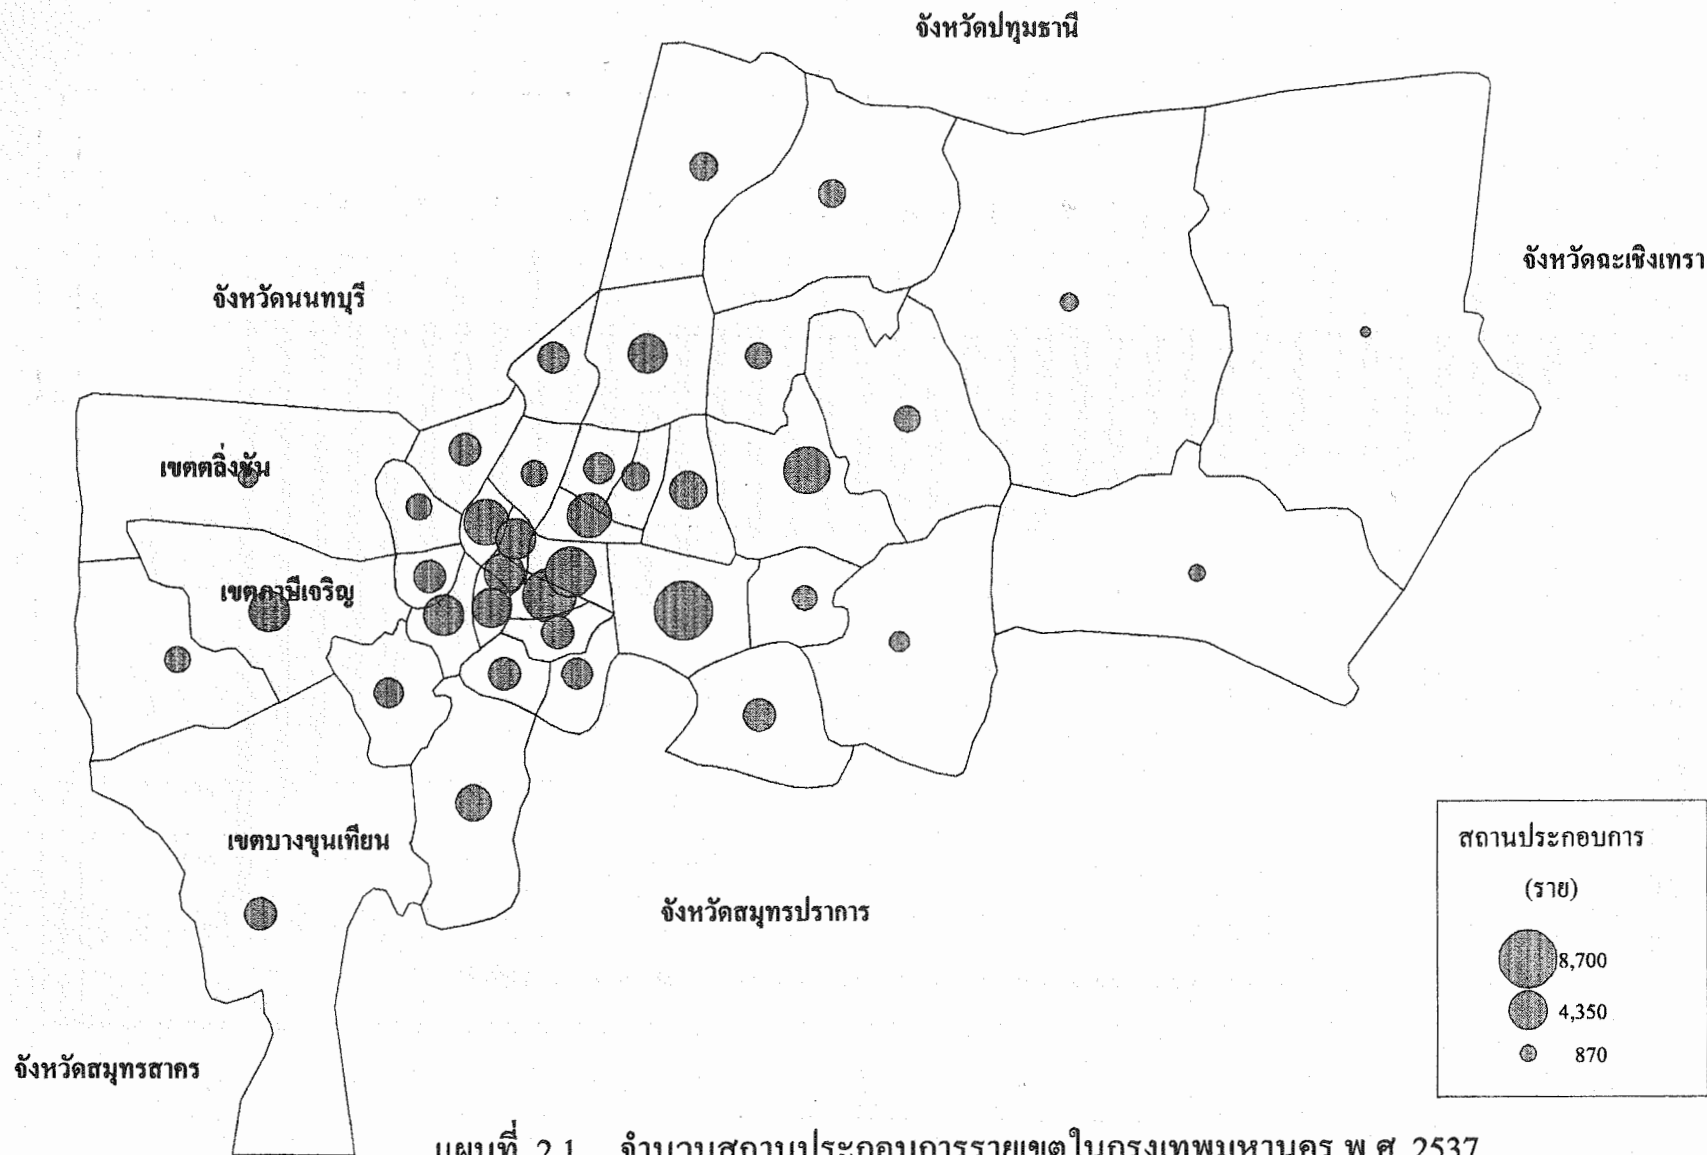 จังหวัดปทุมธานี
จังหวัดฉะเชิงเทรา
จังหวัดนนทบุรี
เขตตลิ่งชัน
เขตภาษีเจริญ
เขตบางขุนเทียน
จังหวัดสมุทรปราการ
จังหวัดสมุทรสาคร
สถานประกอบการ
(ราย)
8,700
4,350
870
แผนที่ 2.1 จำนวนสถานประกอบการรายเขตในกรุงเทพมหานคร พ.ศ. 2537